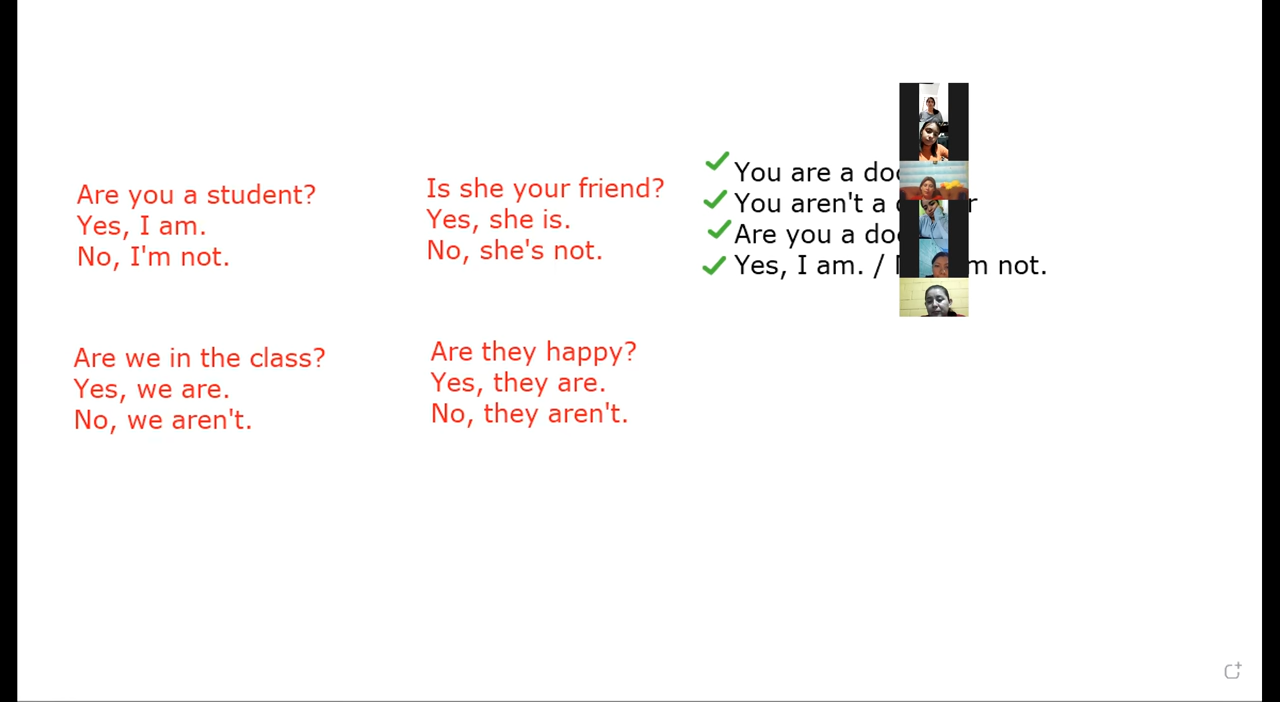 Are you a student?
Yes, I am.
No, I'm not.
Is she your friend?
Yes, she is.
No, she's not.
You are a
You aren't a
Are you a
Yes, I am. / not.
Are we in the class?
Yes, we are.
No, we aren't.
Are they happy?
Yes, they are.
No, they aren't.